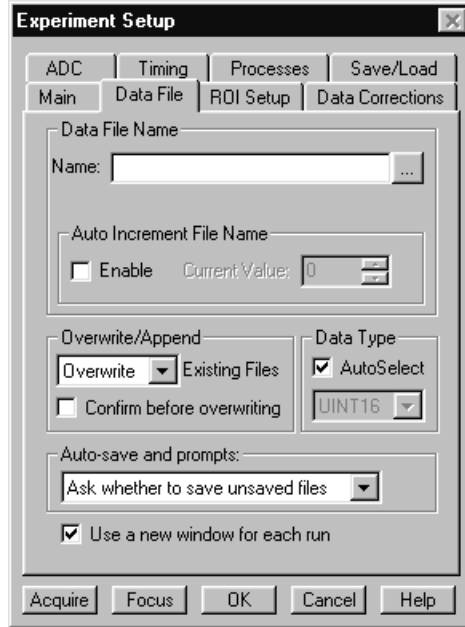 Experiment Setup
ADC Timing Processes Save/Load
Main Data File ROI Setup Data Corrections
Data File Name
Name: ...
Auto Increment File Name
Enable Current Value: 0
Overwrite/Append Data Type
Overwrite Existing Files AutoSelect
Confirm before overwriting UINT16
Auto-save and prompts:
Ask whether to save unsaved files
Use a new window for each run
Acquire Focus OK Cancel Help